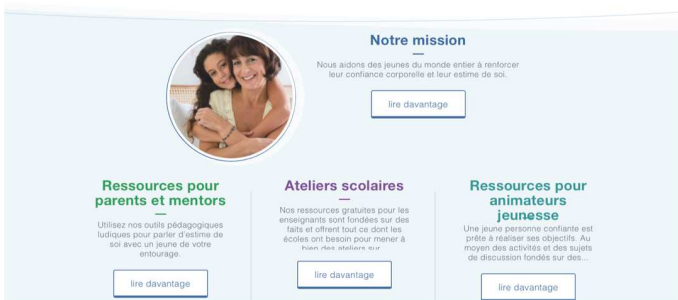 Notre mission
Nous aidons des jeunes du monde entier à renforcer
leur confiance corporelle et leur estime de soi.
lire davantage
Ressources pour
parents et mentors
Utilisez nos outils pédagogiques
ludiques pour parler d'estime de
soi avec un jeune de votre
entourage.
lire davantage
Ateliers scolaires
Nos ressources gratuites pour les
enseignants sont fondées sur des
faits et offrent tout ce dont les
écoles ont besoin pour mener à
bien des ateliers sur
lire davantage
Ressources pour
animateurs
jeunesse
Une jeune personne confiante est
prête à réaliser ses objectifs. Au
moyen des activités et des sujets
de discussion fondés sur des...
lire davantage